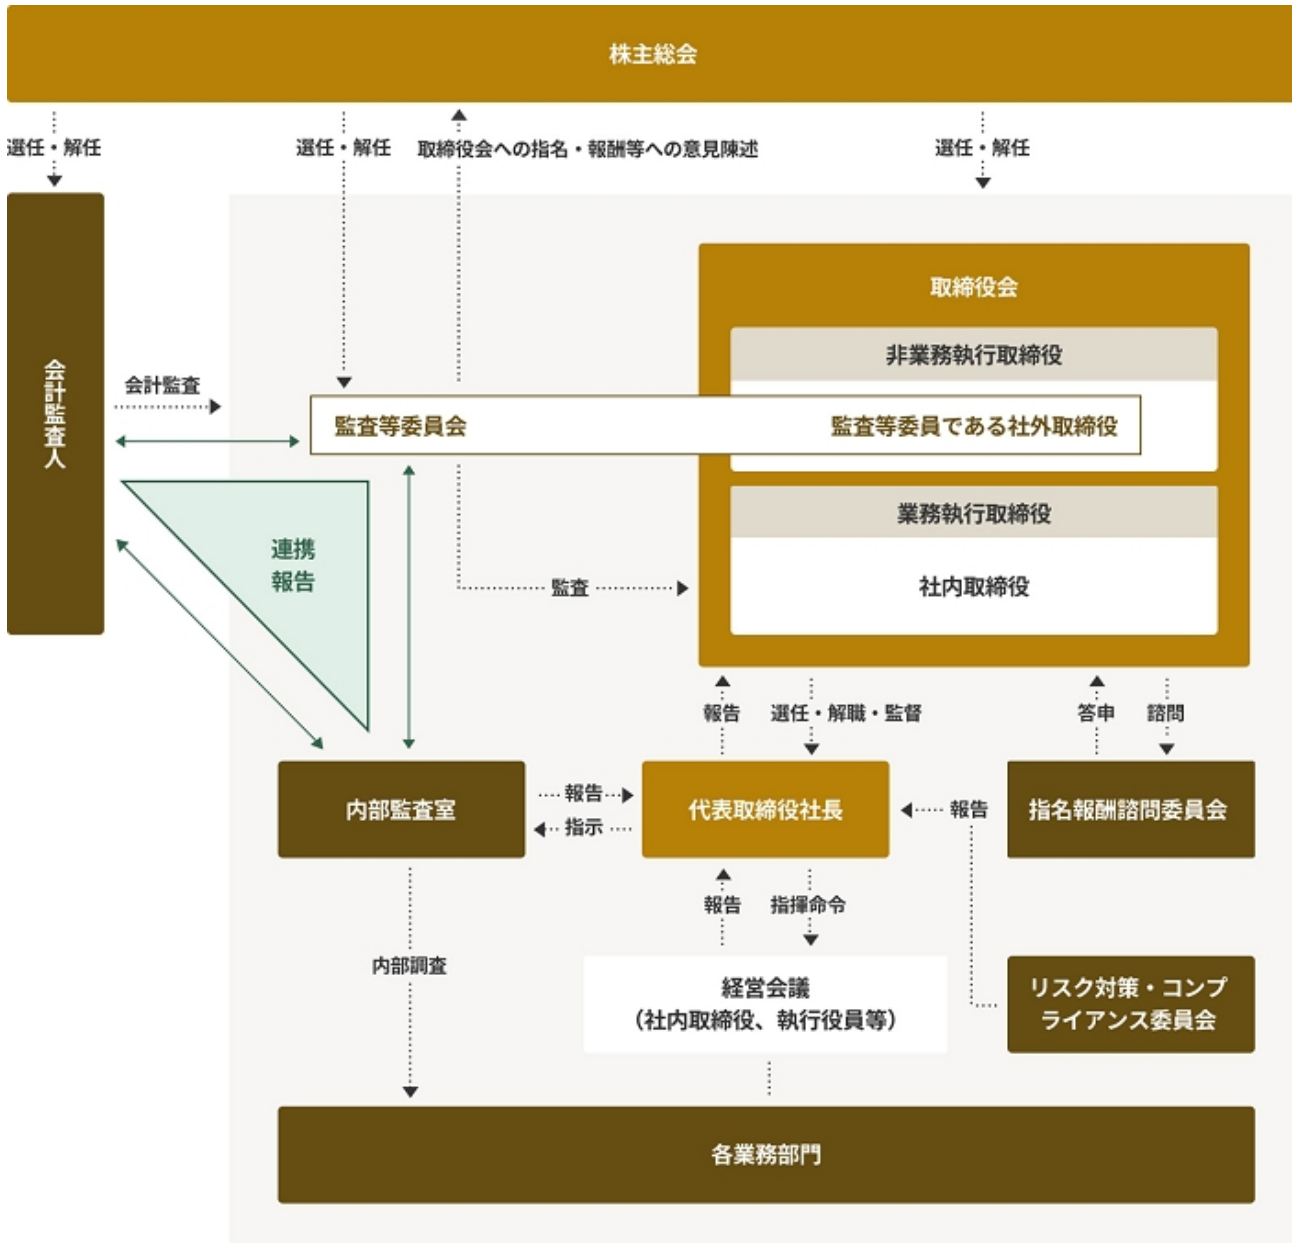 株主総会
選任・解任
選任・解任
取締役会への指名・報酬等への意見陳述
選任・解任
会計監査人
会計監査
取締役会
非業務執行取締役
監査等委員会
監査等委員である社外取締役
業務執行取締役
社内取締役
連携
報告
監査
報告
選任・解職・監督
答申
諮問
内部監査室
報告
指示
代表取締役社長
報告
指名報酬諮問委員会
報告
指揮命令
内部調査
経営会議
（社内取締役、執行役員等）
リスク対策・コンプ
ライアンス委員会
各業務部門